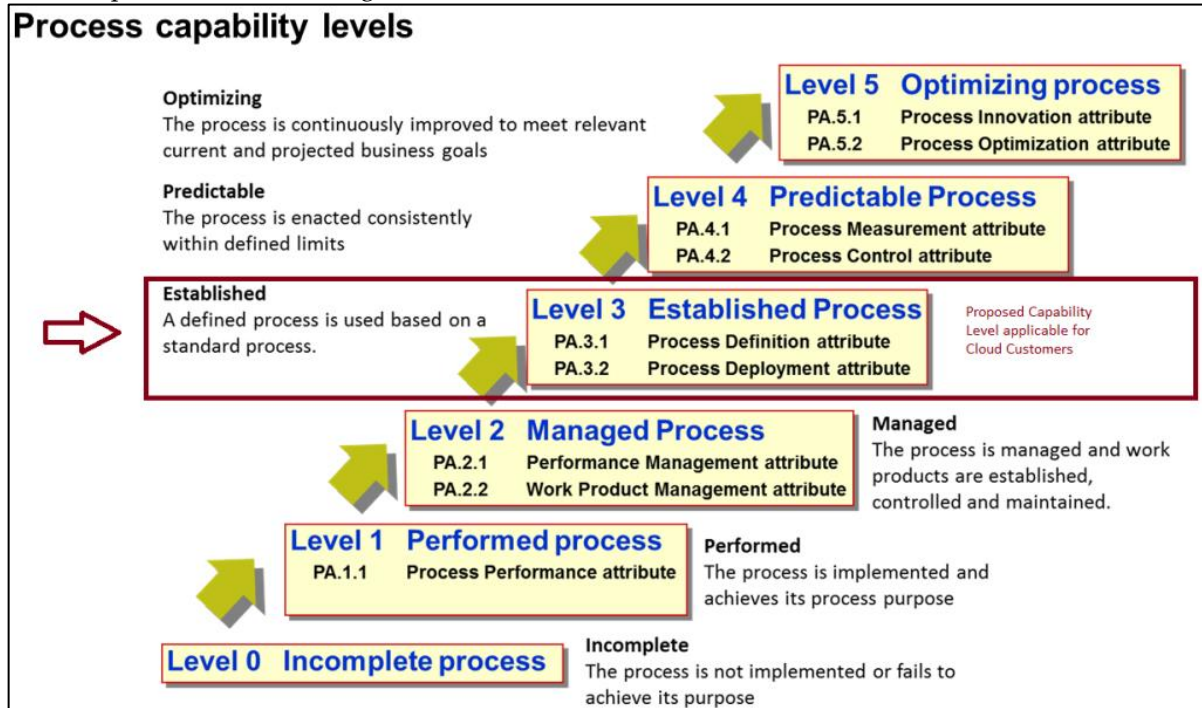 Process capability levels
Level 5 Optimizing process
PA.5.1 Process Innovation attribute
PA.5.2 Process Optimization attribute
Optimizing
The process is continuously improved to meet relevant
current and projected business goals
Level 4 Predictable Process
PA.4.1 Process Measurement attribute
PA.4.2 Process Control attribute
Predictable
The process is enacted consistently
within defined limits
Established
A defined process is used based on a
standard process.
Level 3 Established Process
PA.3.1 Process Definition attribute
PA.3.2 Process Deployment attribute
Proposed Capability
Level applicable for
Cloud Customers
Level 2 Managed Process
PA.2.1 Performance Management attribute
PA.2.2 Work Product Management attribute
Managed
The process is managed and work
products are established,
controlled and maintained.
Level 1 Performed process
PA.1.1 Process Performance attribute
Performed
The process is implemented and
achieves its process purpose
Level 0 Incomplete process
Incomplete
The process is not implemented or fails to
achieve its purpose